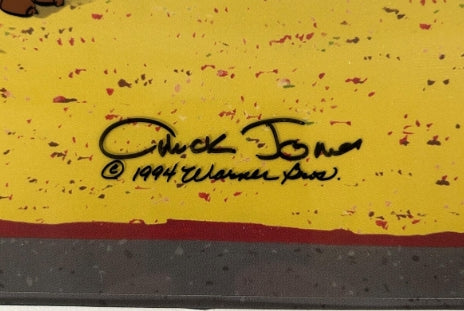 Chuck Jones
© 1994 Warner Bros.